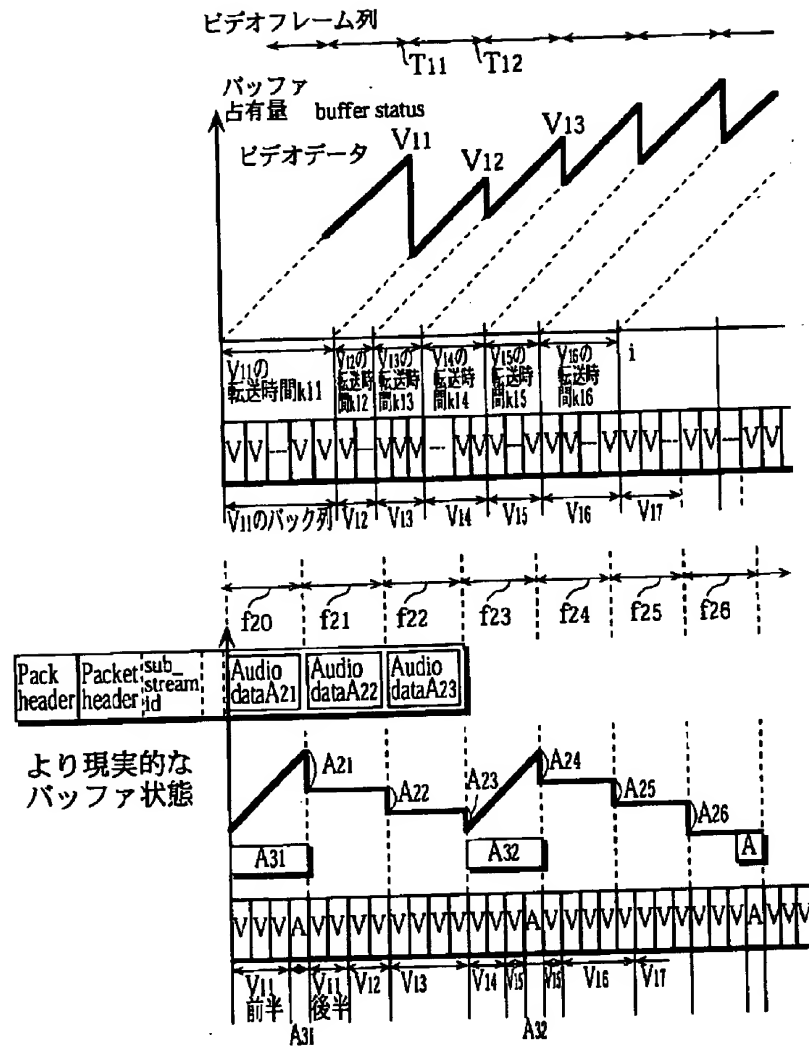 ビデオフレーム列
T11 T12
バッファ
占有量 buffer status
ビデオデータ
V11 V12 V13
V11の転送時間k11
V12の転送時間k12
V13の転送時間k13
V14の転送時間k14
V15の転送時間k15
V16の転送時間k16
i
V V --- V V V --- V V V --- V V V --- V V V --- V V V --- V V --- V V
V11のパック列 V12 V13 V14 V15 V16 V17
f20 f21 f22 f23 f24 f25 f26
Pack header
Packet header
sub_stream id
Audio dataA21
Audio dataA22
Audio dataA23
より現実的な
バッファ状態
A21 A22 A23 A24 A25 A26
A31 A32 A
V V V A V V V V V V V V V V A V V V V V V V V V V A V V V
V11前半 V11後半 V12 V13 V14 V15 V15 V16 V17
A31 A32